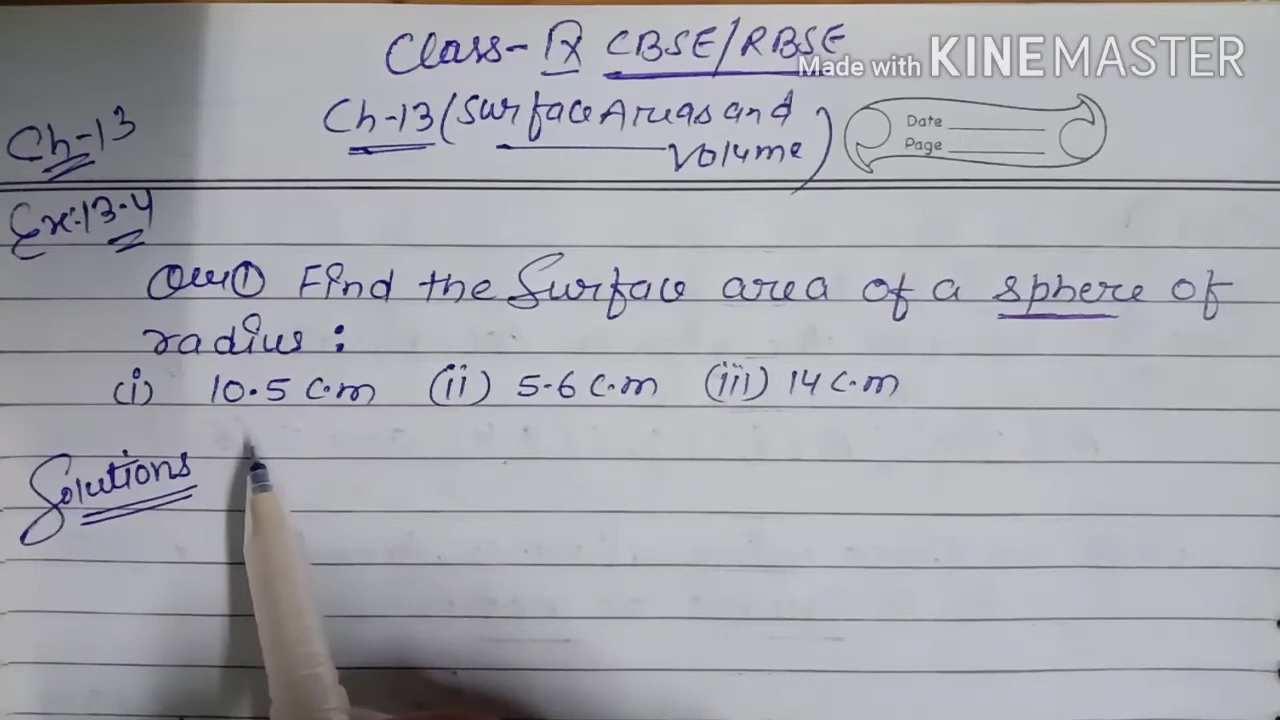 Class-IX CBSE/RBSE
Made with KINEMASTER
Ch-13 (Surface Areas and Volume)
Date
Page
Ch-13
Ex:13.4
Que① Find the Surface area of a sphere of
radius:
(i) 10.5 c.m (ii) 5.6 c.m (iii) 14 c.m
Solutions